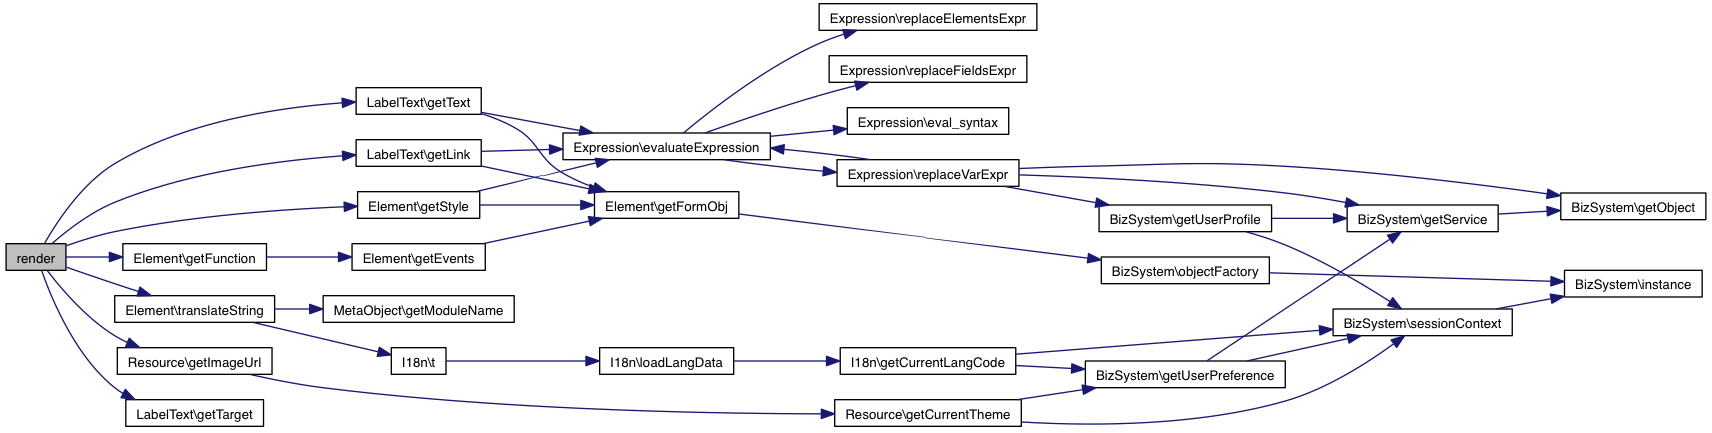 Expression\replaceElementsExpr
Expression\replaceFieldsExpr
LabelText\getText
Expression\eval_syntax
Expression\evaluateExpression
LabelText\getLink
Expression\replaceVarExpr
Element\getStyle
Element\getFormObj
BizSystem\getUserProfile
BizSystem\getService
BizSystem\getObject
render
Element\getFunction
Element\getEvents
BizSystem\objectFactory
BizSystem\instance
Element\translateString
MetaObject\getModuleName
BizSystem\sessionContext
Resource\getImageUrl
I18n\t
I18n\loadLangData
I18n\getCurrentLangCode
BizSystem\getUserPreference
LabelText\getTarget
Resource\getCurrentTheme